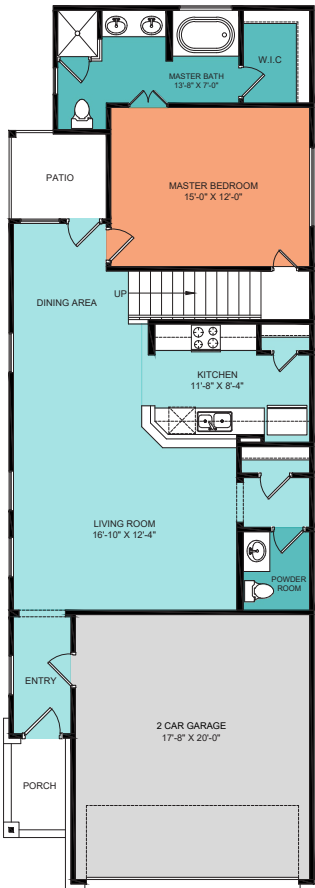 W.I.C
MASTER BATH
13'-8" X 7'-0"
PATIO
MASTER BEDROOM
15'-0" X 12'-0"
UP
DINING AREA
KITCHEN
11'-8" X 8'-4"
LIVING ROOM
16'-10" X 12'-4"
POWDER
ROOM
ENTRY
2 CAR GARAGE
17'-8" X 20'-0"
PORCH